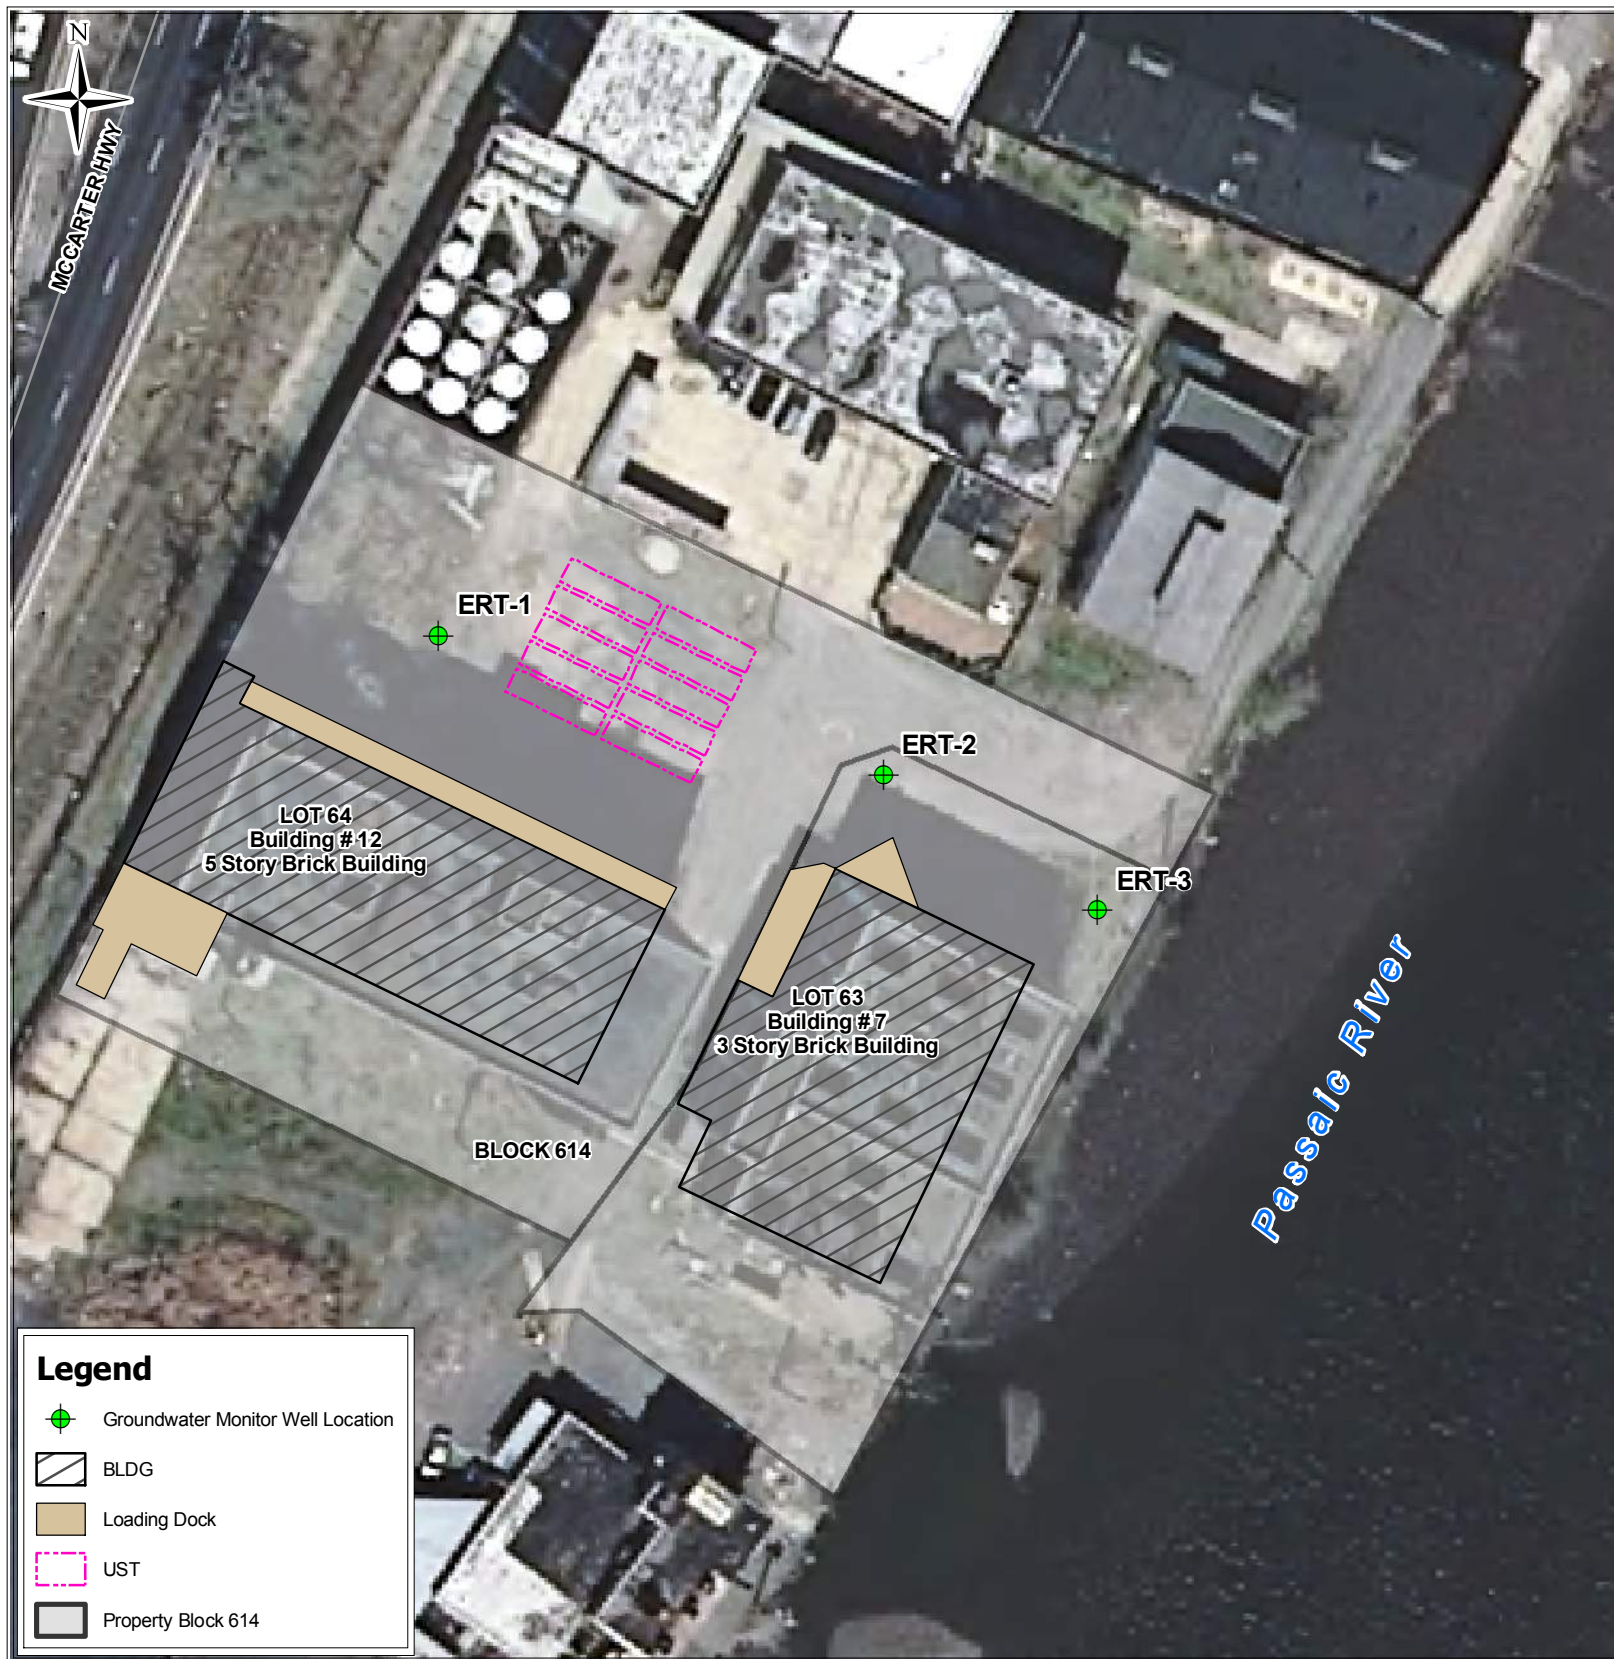 N
MCCARTER HWY
ERT-1
ERT-2
ERT-3
LOT 64
Building # 12
5 Story Brick Building
LOT 63
Building # 7
3 Story Brick Building
BLOCK 614
Passaic River
Legend
Groundwater Monitor Well Location
BLDG
Loading Dock
UST
Property Block 614